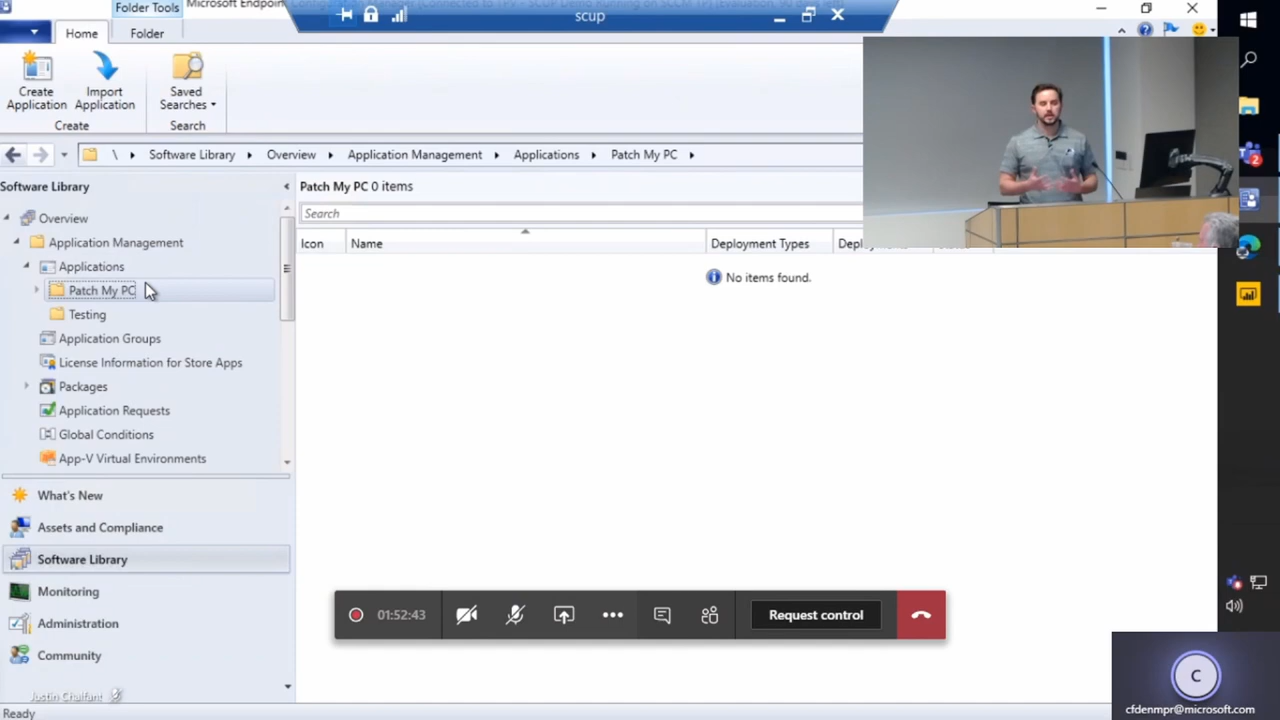 Folder Tools
Microsoft Endpoint
scup
Home
Folder
Create Application
Import Application
Saved Searches
Create
Search
\ Software Library Overview Application Management Applications Patch My PC
Software Library
Patch My PC 0 items
Search
Overview
Application Management
Applications
Patch My PC
Testing
Application Groups
License Information for Store Apps
Packages
Application Requests
Global Conditions
App-V Virtual Environments
Icon
Name
Deployment Types
No items found.
What's New
Assets and Compliance
Software Library
Monitoring
Administration
Community
Justin Chalfant
Ready
01:52:43
Request control
2
C
cfdenmpr@microsoft.com